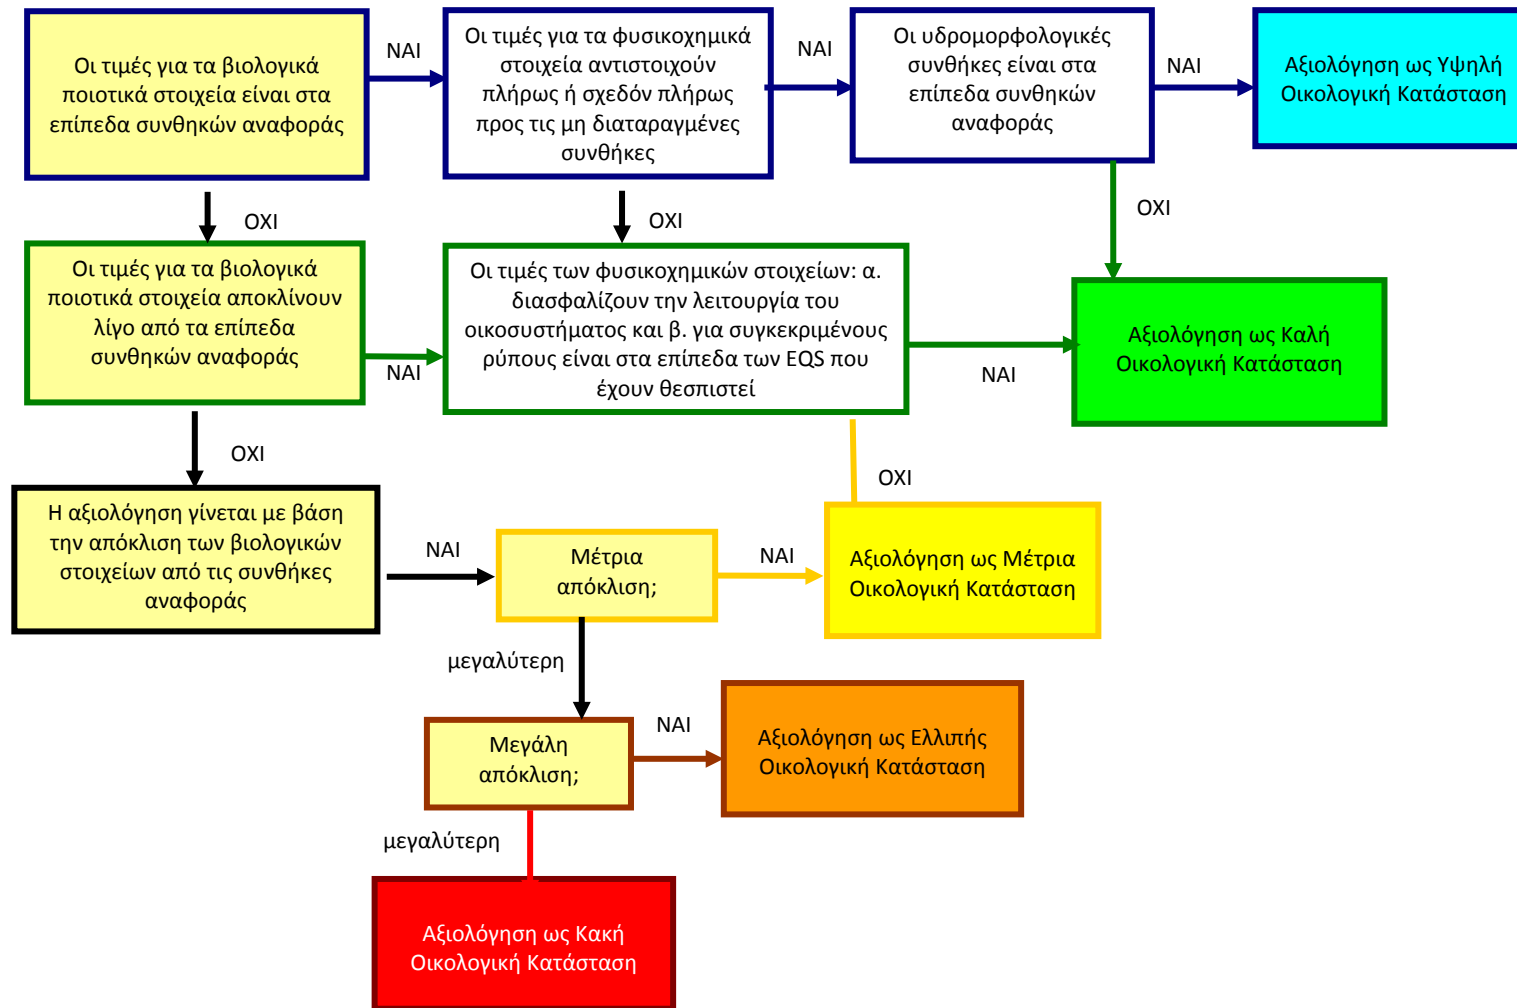 Οι τιμές για τα βιολογικά
ποιοτικά στοιχεία είναι στα
επίπεδα συνθηκών αναφοράς
ΝΑΙ
Οι τιμές για τα φυσικοχημικά
στοιχεία αντιστοιχούν
πλήρως ή σχεδόν πλήρως
προς τις μη διαταραγμένες
συνθήκες
ΝΑΙ
Οι υδρομορφολογικές
συνθήκες είναι στα
επίπεδα συνθηκών
αναφοράς
ΝΑΙ
Αξιολόγηση ως Υψηλή
Οικολογική Κατάσταση
ΟΧΙ
ΟΧΙ
ΟΧΙ
Οι τιμές για τα βιολογικά
ποιοτικά στοιχεία αποκλίνουν
λίγο από τα επίπεδα
συνθηκών αναφοράς
ΝΑΙ
Οι τιμές των φυσικοχημικών στοιχείων: α.
διασφαλίζουν την λειτουργία του
οικοσυστήματος και β. για συγκεκριμένους
ρύπους είναι στα επίπεδα των EQS που
έχουν θεσπιστεί
ΝΑΙ
Αξιολόγηση ως Καλή
Οικολογική Κατάσταση
ΟΧΙ
ΟΧΙ
Η αξιολόγηση γίνεται με βάση
την απόκλιση των βιολογικών
στοιχείων από τις συνθήκες
αναφοράς
ΝΑΙ
Μέτρια
απόκλιση;
ΝΑΙ
Αξιολόγηση ως Μέτρια
Οικολογική Κατάσταση
μεγαλύτερη
Μεγάλη
απόκλιση;
ΝΑΙ
Αξιολόγηση ως Ελλιπής
Οικολογική Κατάσταση
μεγαλύτερη
Αξιολόγηση ως Κακή
Οικολογική Κατάσταση